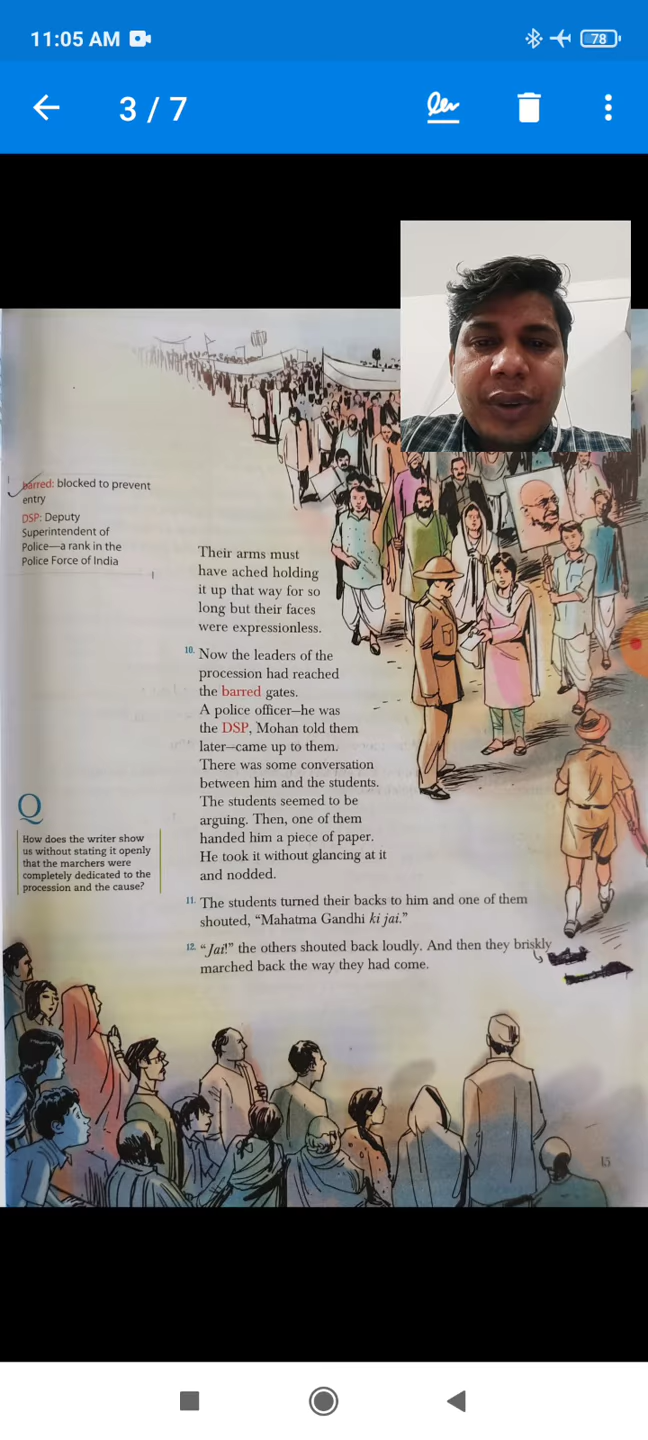 11:05 AM
78
3 / 7
barred: blocked to prevent
entry
DSP: Deputy
Superintendent of
Police—a rank in the
Police Force of India
Their arms must
have ached holding
it up that way for so
long but their faces
were expressionless.
10. Now the leaders of the
procession had reached
the barred gates.
A police officer—he was
the DSP, Mohan told them
later—came up to them.
There was some conversation
between him and the students.
The students seemed to be
arguing. Then, one of them
handed him a piece of paper.
He took it without glancing at it
and nodded.
Q
How does the writer show
us without stating it openly
that the marchers were
completely dedicated to the
procession and the cause?
11. The students turned their backs to him and one of them
shouted, “Mahatma Gandhi ki jai.”
12. “Jai!” the others shouted back loudly. And then they briskly
marched back the way they had come.
15